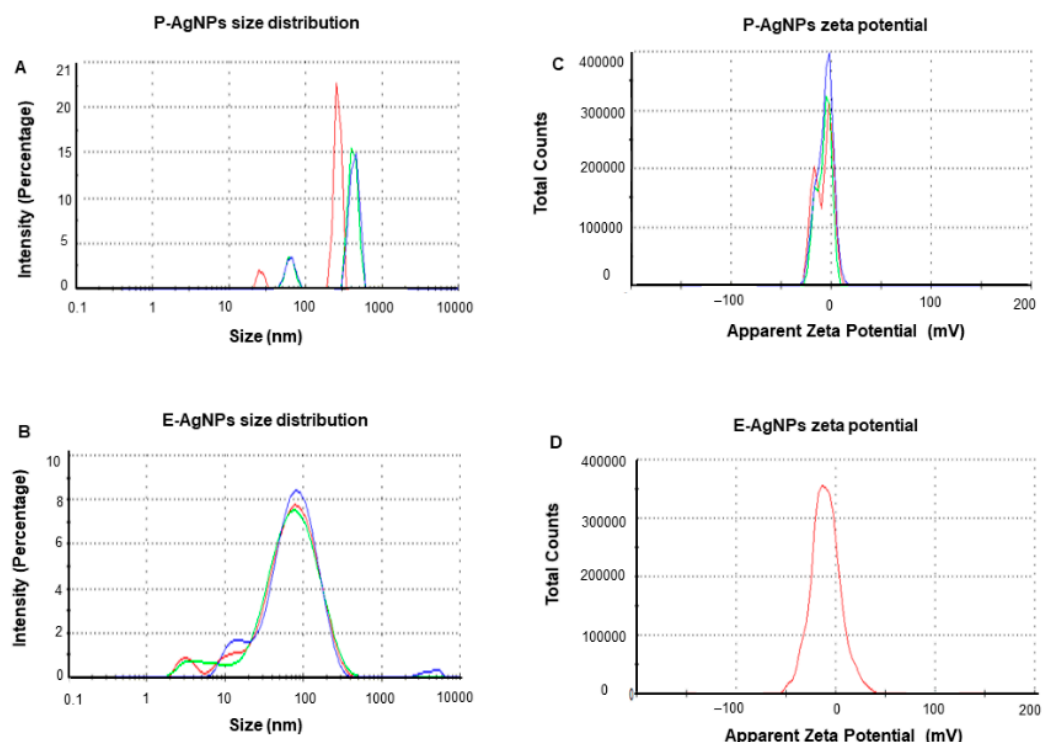 P-AgNPs size distribution
A
21
20
15
10
5
0
Intensity (Percentage)
0.1 1 10 100 1000 10000
Size (nm)
P-AgNPs zeta potential
C
400000
300000
200000
100000
0
Total Counts
–100 0 100 200
Apparent Zeta Potential (mV)
E-AgNPs size distribution
B
10
8
6
4
2
0
Intensity (Percentage)
0.1 1 10 100 1000 10000
Size (nm)
E-AgNPs zeta potential
D
400000
300000
200000
100000
0
Total Counts
–100 0 100 200
Apparent Zeta Potential (mV)